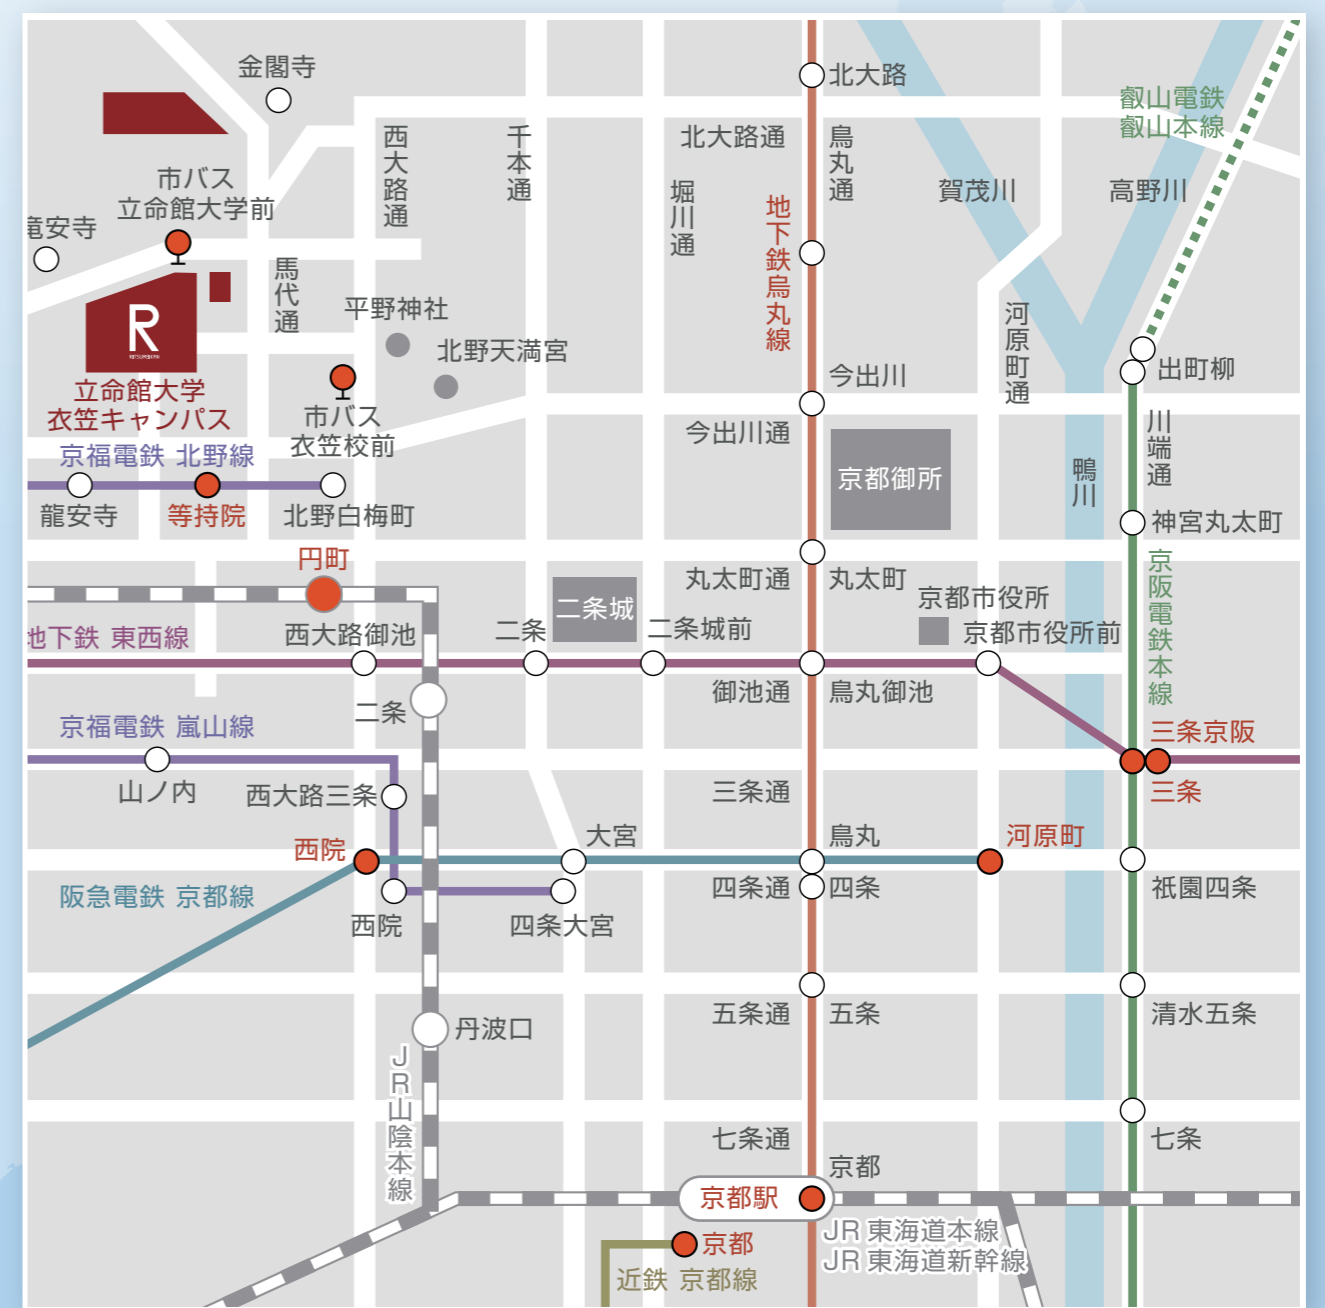 金閣寺
北大路
叡山電鉄
叡山本線
西大路通
千本通
北大路通
烏丸通
市バス
立命館大学前
堀川通
賀茂川
高野川
竜安寺
地下鉄烏丸線
馬代通
平野神社
河原町通
R
北野天満宮
出町柳
立命館大学
衣笠キャンパス
今出川
市バス
衣笠校前
今出川通
川端通
京福電鉄 北野線
鴨川
京都御所
龍安寺
等持院
北野白梅町
神宮丸太町
円町
京阪電鉄本線
丸太町通
丸太町
二条城
京都市役所
地下鉄 東西線
西大路御池
二条
二条城前
京都市役所前
御池通
烏丸御池
二条
京福電鉄 嵐山線
三条京阪
山ノ内
西大路三条
三条通
三条
西院
大宮
烏丸
河原町
阪急電鉄 京都線
四条通
四条
祇園四条
西院
四条大宮
五条通
五条
清水五条
丹波口
JR山陰本線
七条通
七条
京都
京都駅
JR 東海道本線
JR 東海道新幹線
京都
近鉄 京都線